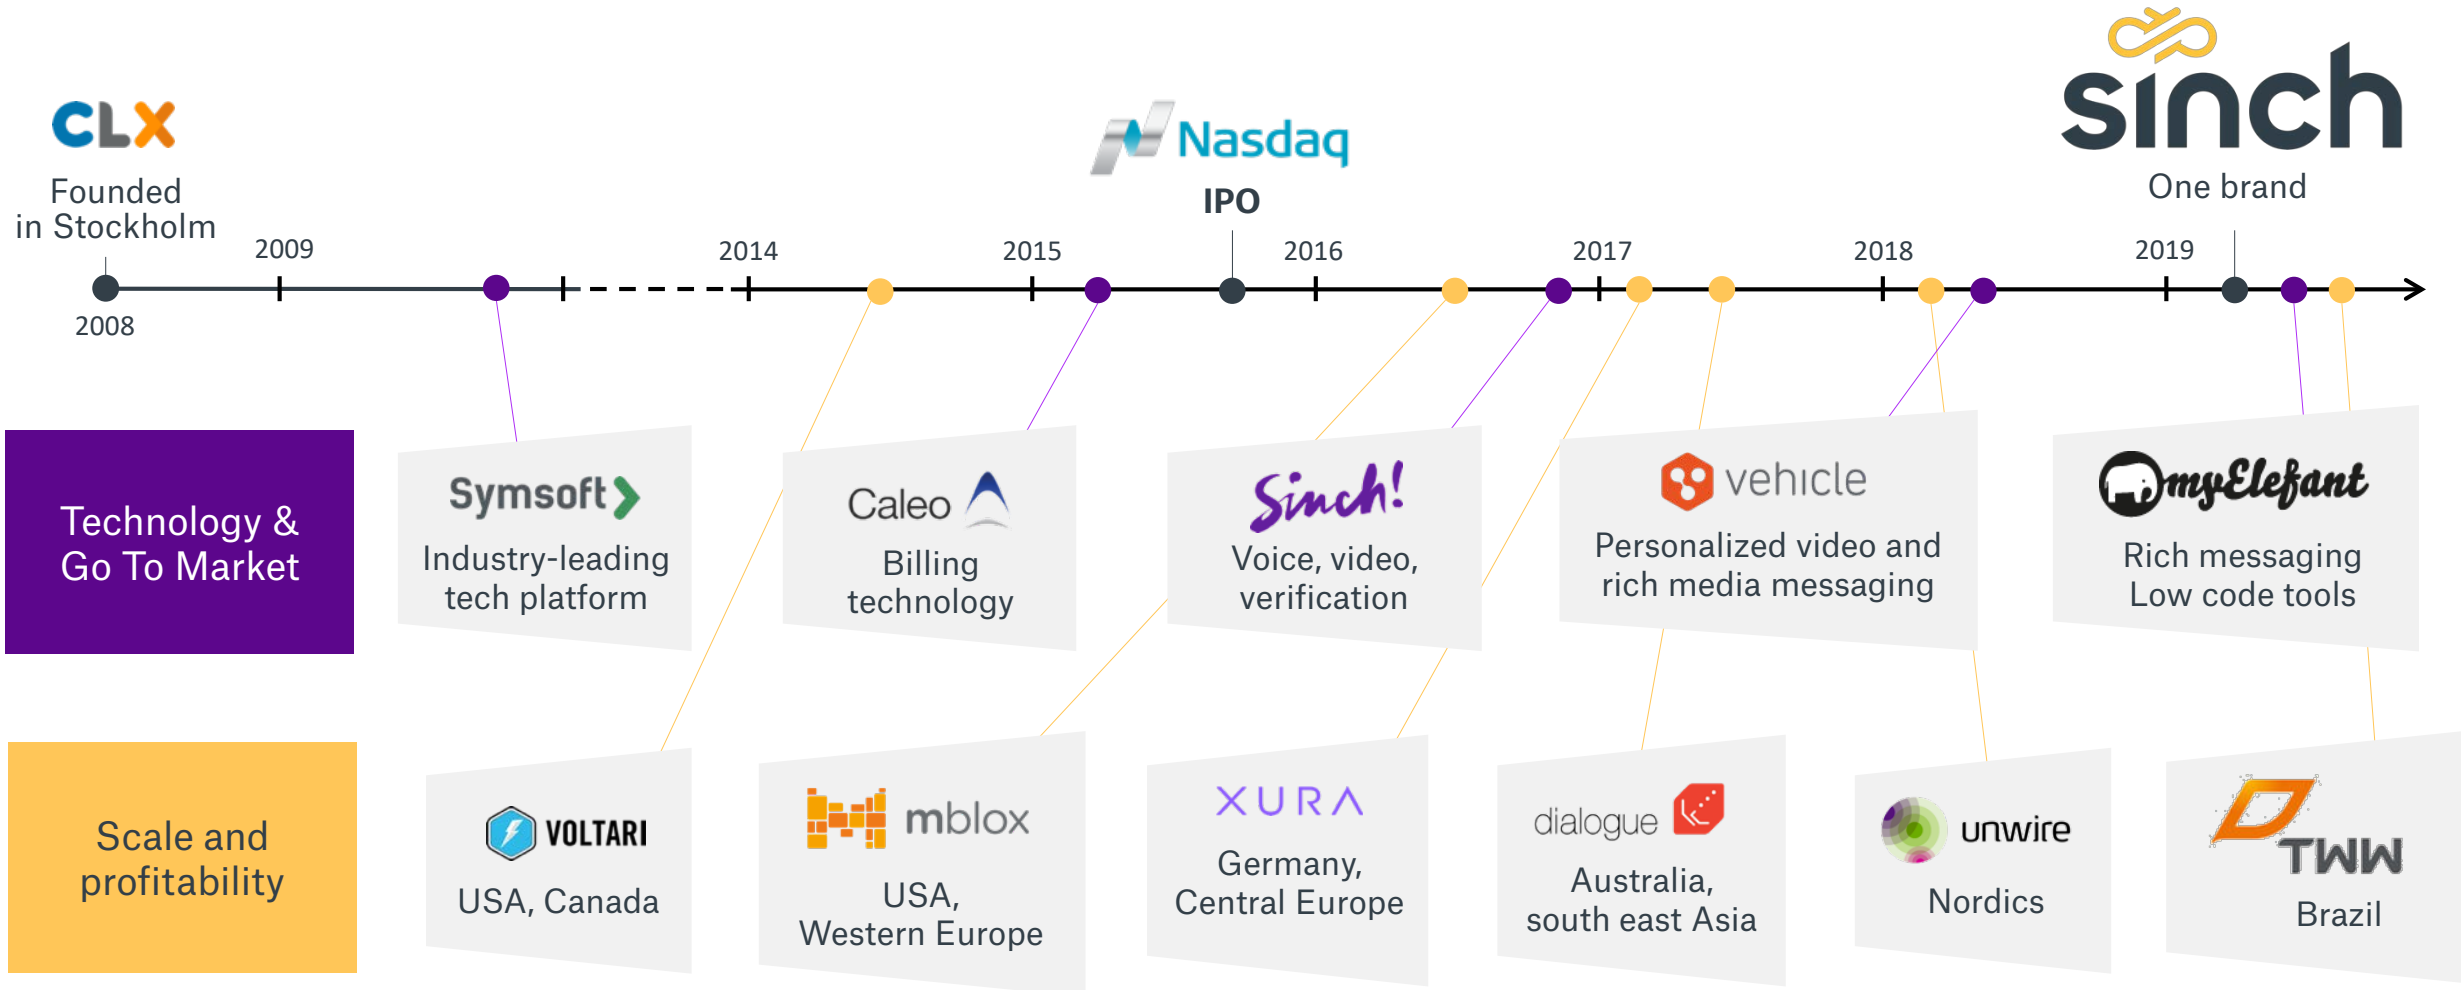 CLX
Founded
in Stockholm
Nasdaq
IPO
sinch
One brand
2009
2014
2015
2016
2017
2018
2019
2008
Technology &
Go To Market
Symsoft
Industry-leading
tech platform
Caleo
Billing
technology
Sinch!
Voice, video,
verification
vehicle
Personalized video and
rich media messaging
myElefant
Rich messaging
Low code tools
Scale and
profitability
VOLTARI
USA, Canada
mblox
USA,
Western Europe
XURA
Germany,
Central Europe
dialogue
Australia,
south east Asia
unwire
Nordics
TWW
Brazil